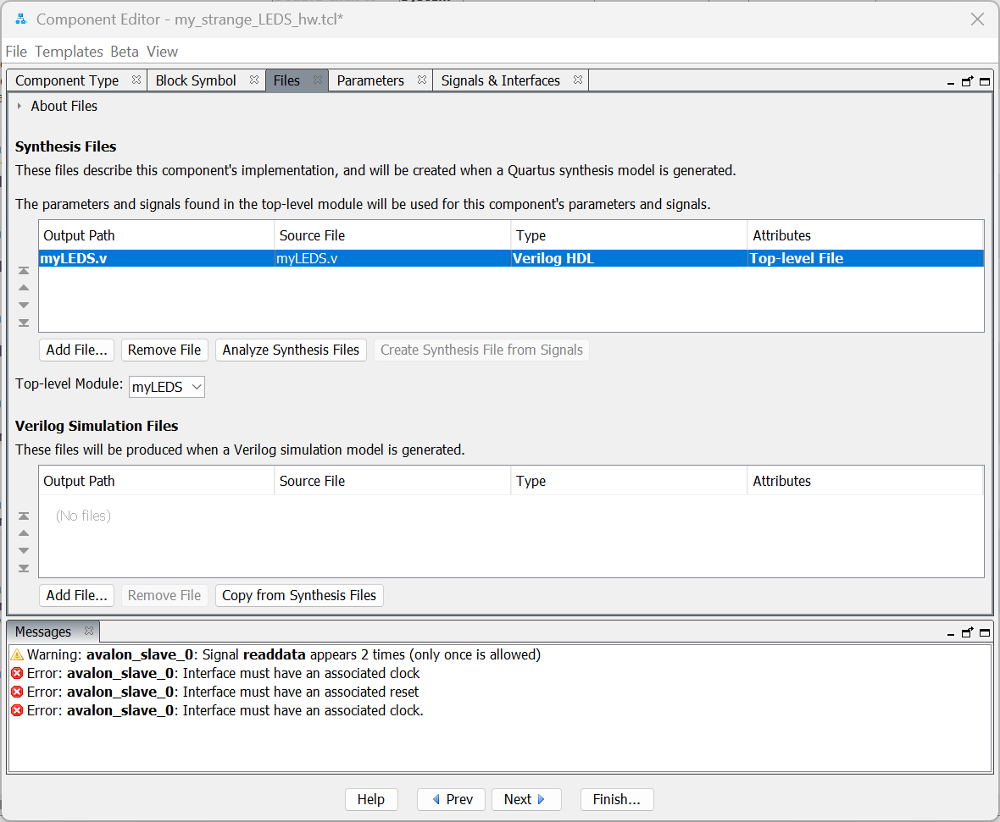 Component Editor - my_strange_LEDS_hw.tcl*
File Templates Beta View
Component Type Block Symbol Files Parameters Signals & Interfaces
About Files
Synthesis Files
These files describe this component's implementation, and will be created when a Quartus synthesis model is generated.
The parameters and signals found in the top-level module will be used for this component's parameters and signals.
Output Path Source File Type Attributes
myLEDS.v myLEDS.v Verilog HDL Top-level File
Add File... Remove File Analyze Synthesis Files Create Synthesis File from Signals
Top-level Module: myLEDS
Verilog Simulation Files
These files will be produced when a Verilog simulation model is generated.
Output Path Source File Type Attributes
(No files)
Add File... Remove File Copy from Synthesis Files
Messages
Warning: avalon_slave_0: Signal readdata appears 2 times (only once is allowed)
Error: avalon_slave_0: Interface must have an associated clock
Error: avalon_slave_0: Interface must have an associated reset
Error: avalon_slave_0: Interface must have an associated clock.
Help Prev Next Finish...